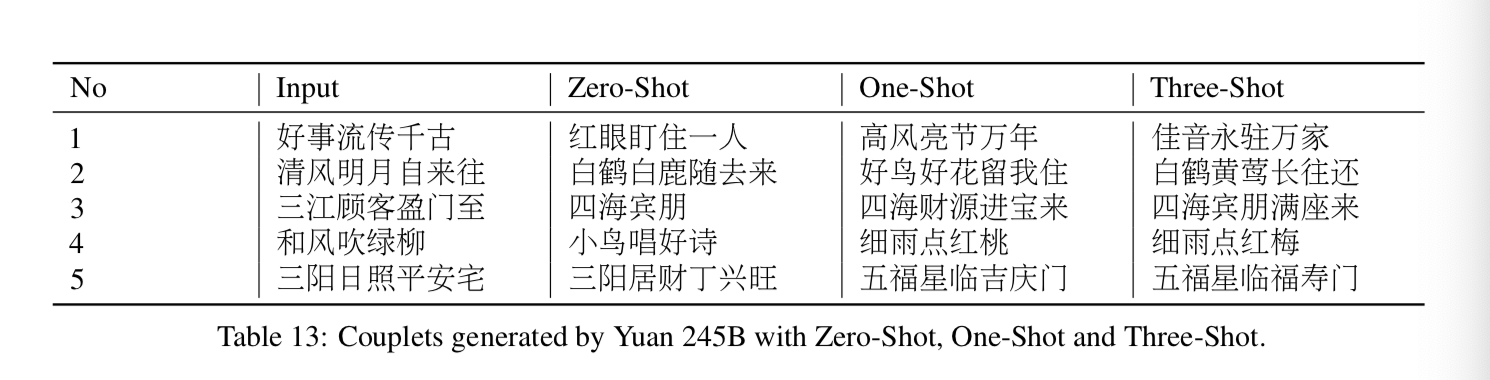 No Input Zero-Shot One-Shot Three-Shot
1 好事流传千古 红眼盯住一人 高风亮节万年 佳音永驻万家
2 清风明月自来往 白鹤白鹿随去来 好鸟好花留我住 白鹤黄莺长往还
3 三江顾客盈门至 四海宾朋 四海财源进宝来 四海宾朋满座来
4 和风吹绿柳 小鸟唱好诗 细雨点红桃 细雨点红梅
5 三阳日照平安宅 三阳居财丁兴旺 五福星临吉庆门 五福星临福寿门
Table 13: Couplets generated by Yuan 245B with Zero-Shot, One-Shot and Three-Shot.